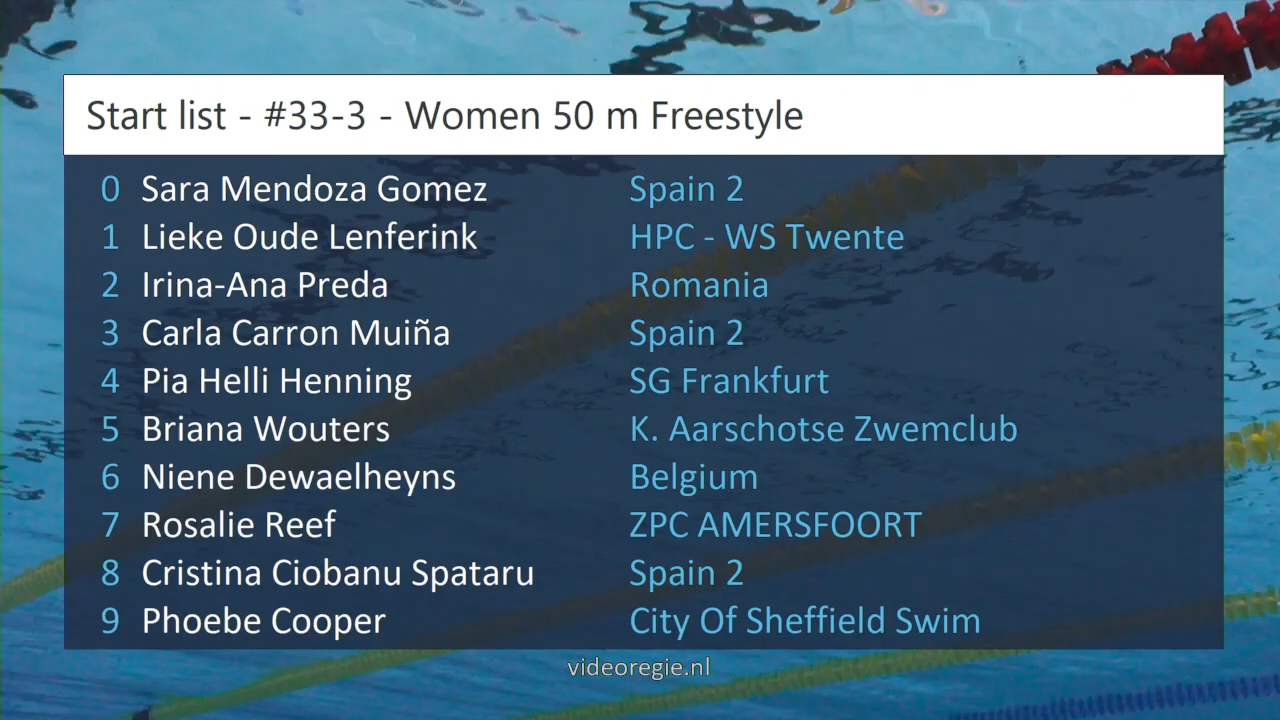 Start list - #33-3 - Women 50 m Freestyle
0 Sara Mendoza Gomez Spain 2
1 Lieke Oude Lenferink HPC - WS Twente
2 Irina-Ana Preda Romania
3 Carla Carron Muiña Spain 2
4 Pia Helli Henning SG Frankfurt
5 Briana Wouters K. Aarschotse Zwemclub
6 Niene Dewaelheyns Belgium
7 Rosalie Reef ZPC AMERSFOORT
8 Cristina Ciobanu Spataru Spain 2
9 Phoebe Cooper City Of Sheffield Swim
videoregie.nl